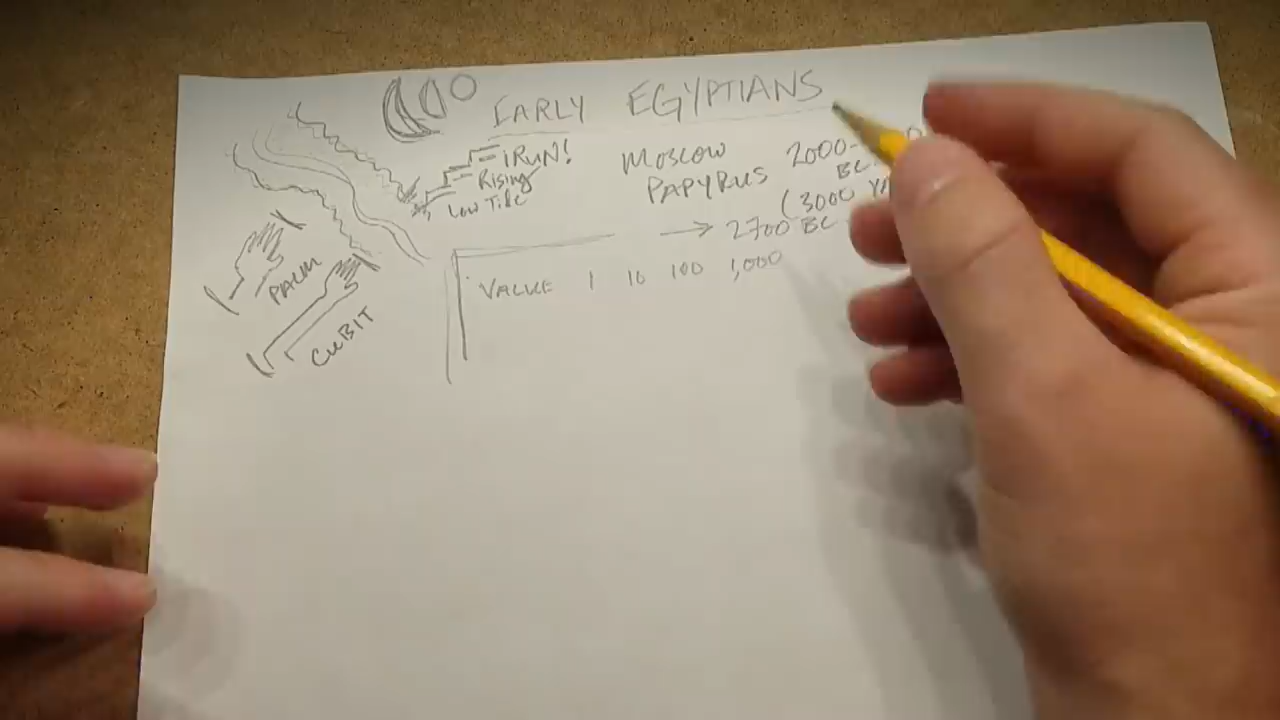 EARLY EGYPTIANS
RUN!
Rising
Low Tide
MOSCOW
PAPYRUS
2000-
BC
(3000 YA
→ 2700 BC
PALM
CUBIT
VALUE 1 10 100 1,000